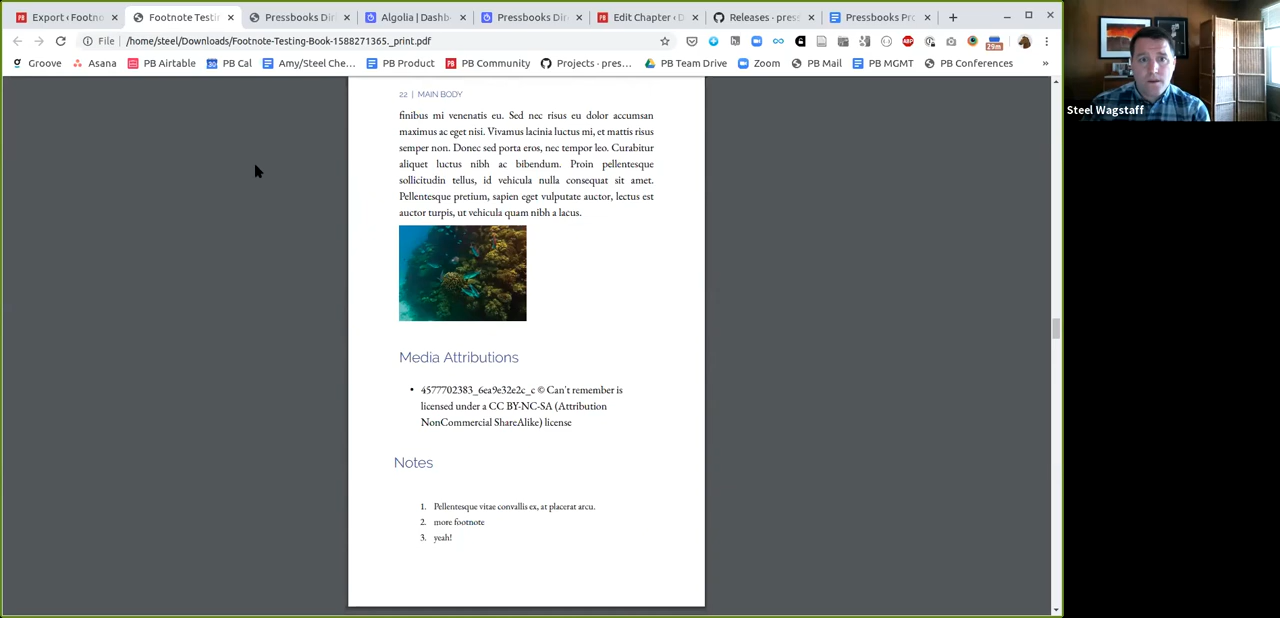 Export ‹ Footno
Footnote Testi
Pressbooks Dir
Algolia | Dashb
Pressbooks Dire
Edit Chapter ‹ D
Releases · press
Pressbooks Pro
File
/home/steel/Downloads/Footnote-Testing-Book-1588271365._print.pdf
29m
Groove
Asana
PB Airtable
PB Cal
Amy/Steel Che...
PB Product
PB Community
Projects · pres...
PB Team Drive
Zoom
PB Mail
PB MGMT
PB Conferences
»
Steel Wagstaff
22 | MAIN BODY
finibus mi venenatis eu. Sed nec risus eu dolor accumsan
maximus ac eget nisi. Vivamus lacinia luctus mi, et mattis risus
semper non. Donec sed porta eros, nec tempor leo. Curabitur
aliquet luctus nibh ac bibendum. Proin pellentesque
sollicitudin tellus, id vehicula nulla consequat sit amet.
Pellentesque pretium, sapien eget vulputate auctor, lectus est
auctor turpis, ut vehicula quam nibh a lacus.
Media Attributions
• 4577702383_6ea9e32e2c_c © Can't remember is
licensed under a CC BY-NC-SA (Attribution
NonCommercial ShareAlike) license
Notes
1. Pellentesque vitae convallis ex, at placerat arcu.
2. more footnote
3. yeah!